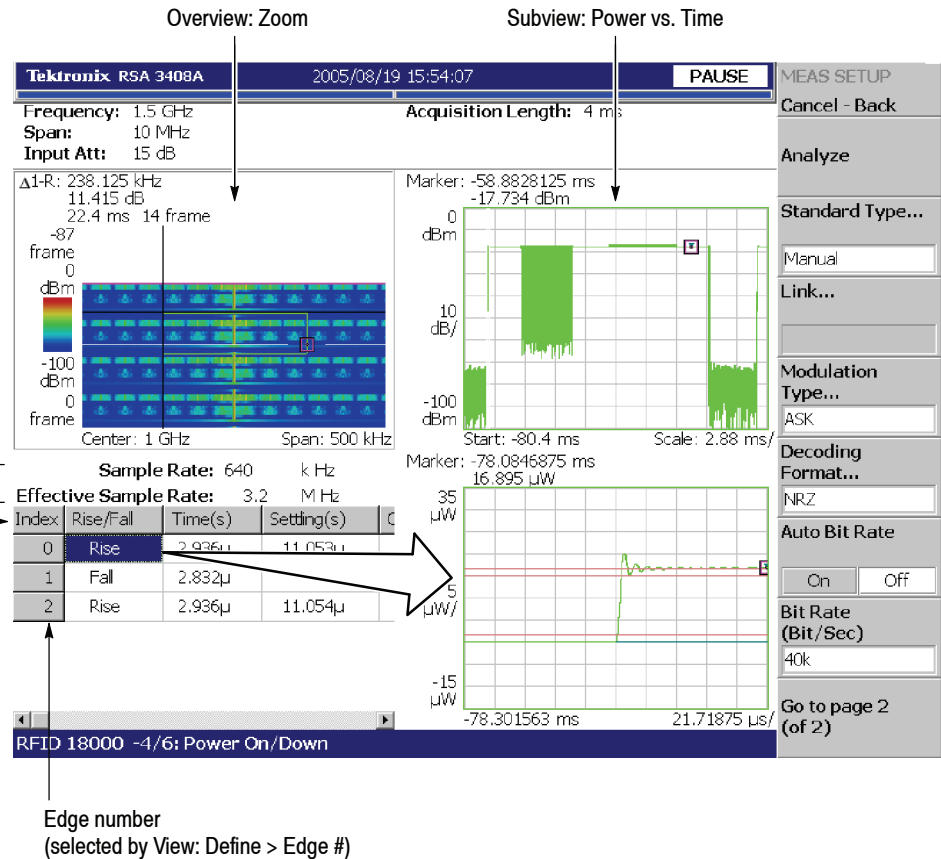 Overview: Zoom
Subview: Power vs. Time
Tektronix RSA 3408A
2005/08/19 15:54:07
PAUSE
Frequency: 1.5 GHz
Span: 10 MHz
Input Att: 15 dB
Acquisition Length: 4 ms
Δ1-R: 238.125 kHz
11.415 dB
22.4 ms 14 frame
-87
frame
0
dBm
-100
dBm
0
frame
Center: 1 GHz
Span: 500 kHz
Marker: -58.8828125 ms
-17.734 dBm
0
dBm
10
dB/
-100
dBm
Start: -80.4 ms
Scale: 2.88 ms/
Sample Rate: 640 k Hz
Effective Sample Rate: 3.2 M Hz
Index Rise/Fall Time(s) Settling(s)
0 Rise 2.936µ 11.053µ
1 Fall 2.832µ
2 Rise 2.936µ 11.054µ
Marker: -78.0846875 ms
16.895 µW
35
µW
5
µW/
-15
µW
-78.301563 ms
21.71875 µs/
RFID 18000 -4/6: Power On/Down
MEAS SETUP
Cancel - Back
Analyze
Standard Type...
Manual
Link...
Modulation
Type...
ASK
Decoding
Format...
NRZ
Auto Bit Rate
On Off
Bit Rate
(Bit/Sec)
40k
Go to page 2
(of 2)
Edge number
(selected by View: Define > Edge #)